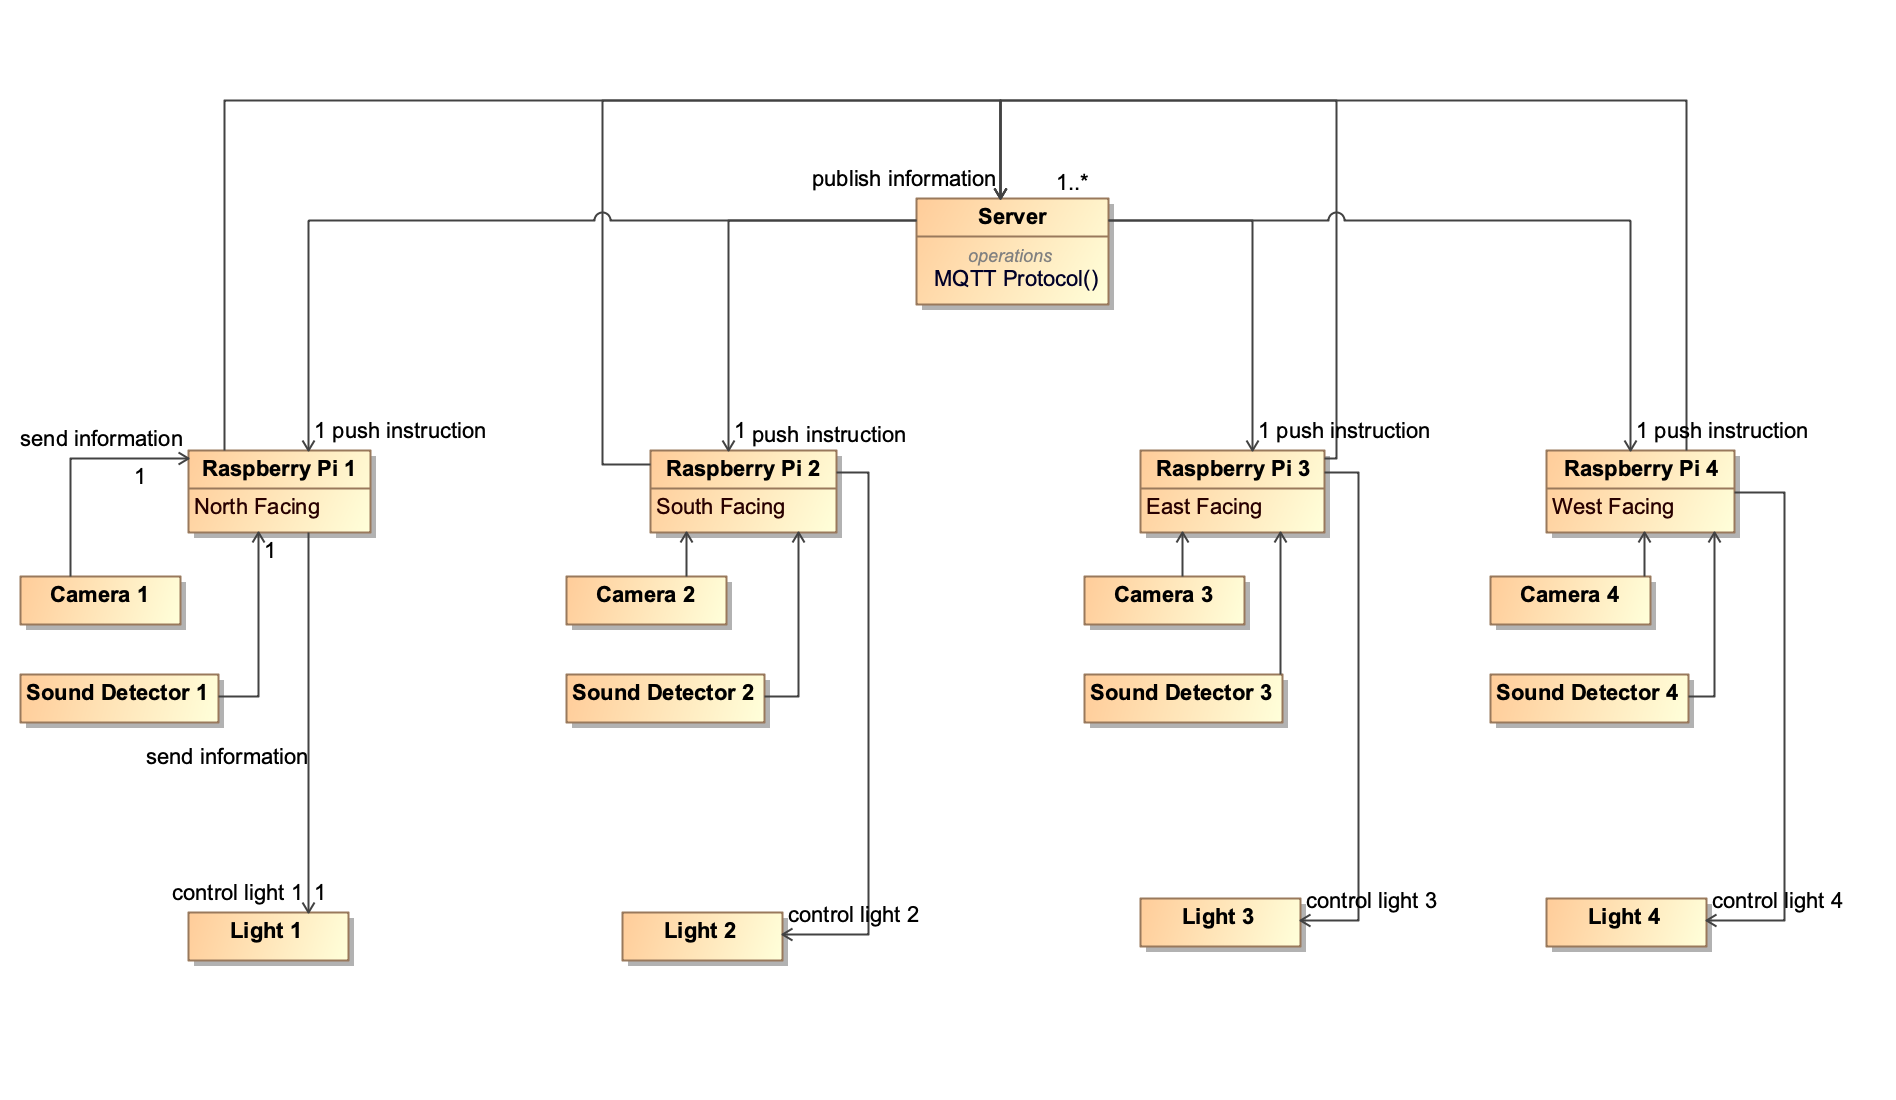 publish information
1..*
Server
operations
MQTT Protocol()
send information
1
1 push instruction
1
push instruction
1 push instruction
1 push instruction
Raspberry Pi 1
Raspberry Pi 2
Raspberry Pi 3
Raspberry Pi 4
North Facing
South Facing
East Facing
West Facing
1
Camera 1
Camera 2
Camera 3
Camera 4
Sound Detector 1
Sound Detector 2
Sound Detector 3
Sound Detector 4
send information
control light 1
1
control light 2
control light 3
control light 4
Light 1
Light 2
Light 3
Light 4